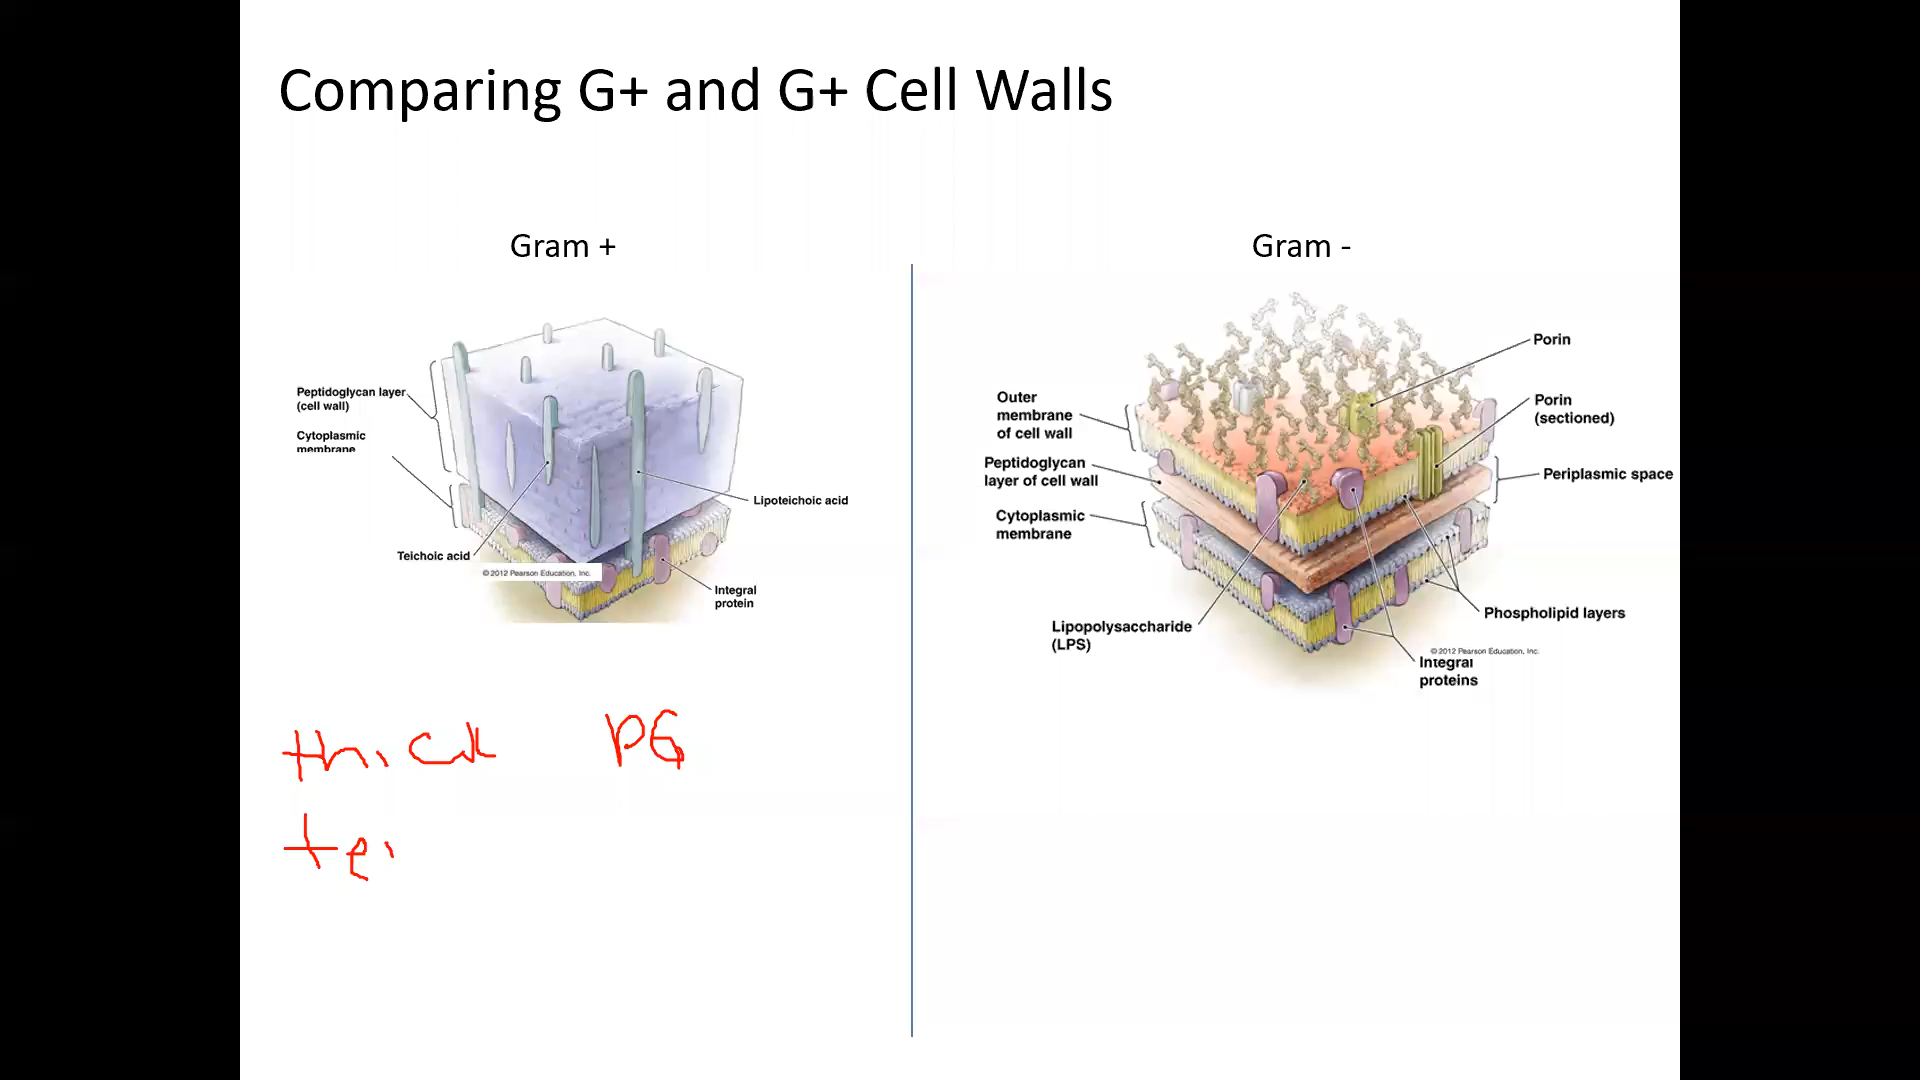 Comparing G+ and G+ Cell Walls
Gram +
Peptidoglycan layer
(cell wall)
Cytoplasmic
membrane
Lipoteichoic acid
Teichoic acid
© 2012 Pearson Education, Inc.
Integral
protein
thick PG
tei
Gram -
Porin
Porin
(sectioned)
Outer
membrane
of cell wall
Peptidoglycan
layer of cell wall
Periplasmic space
Cytoplasmic
membrane
Phospholipid layers
Lipopolysaccharide
(LPS)
© 2012 Pearson Education, Inc.
Integral
proteins